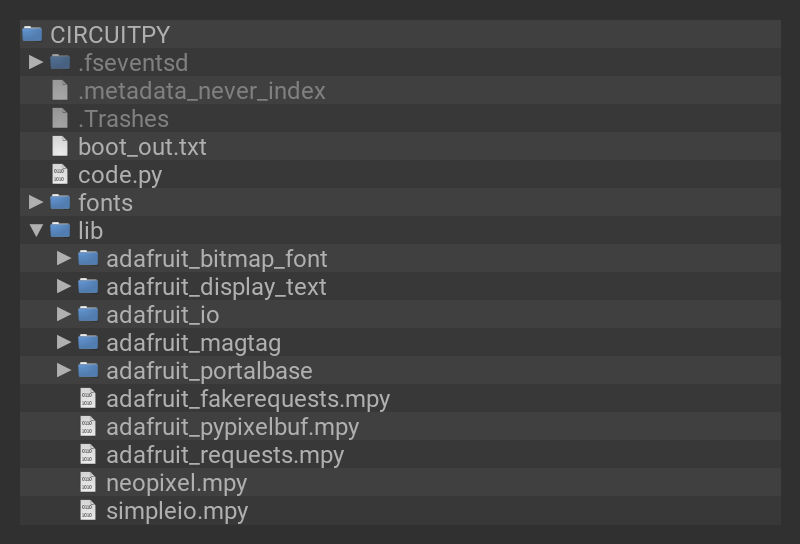 CIRCUITPY
.fseventsd
.metadata_never_index
.Trashes
boot_out.txt
code.py
fonts
lib
adafruit_bitmap_font
adafruit_display_text
adafruit_io
adafruit_magtag
adafruit_portalbase
adafruit_fakerequests.mpy
adafruit_pypixelbuf.mpy
adafruit_requests.mpy
neopixel.mpy
simpleio.mpy